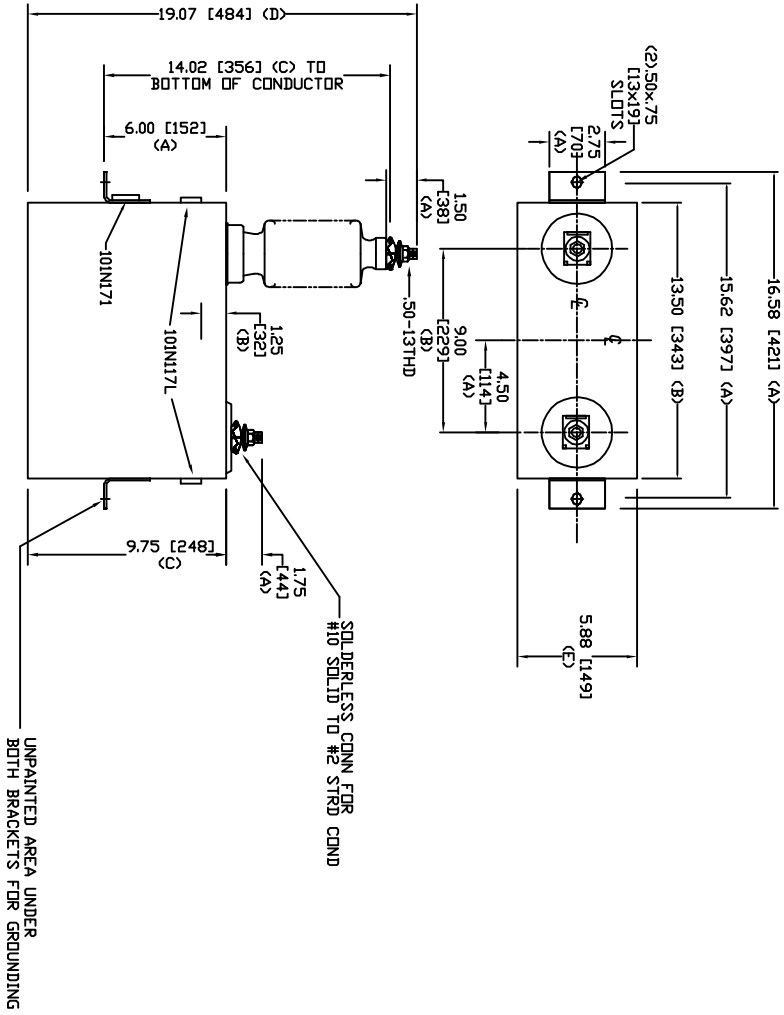 19.07 [484] (D)
14.02 [356] (C) TO
BOTTOM OF CONDUCTOR
6.00 [152]
(A)
1.50
[38]
(A)
.50-13THD
101N171
101N117L
1.25
[32]
(B)
9.75 [248]
(C)
1.75
[44]
(A)
SOLDERLESS CONN FOR
#10 SOLID TO #2 STRD COND
UNPAINTED AREA UNDER
BOTH BRACKETS FOR GROUNDING
(2).50x.75
[13x19]
SLOTS
2.75
[70]
(A)
16.58 [421] (A)
15.62 [397] (A)
13.50 [343] (B)
CL
CL
9.00
[229]
(B)
4.50
[114]
(A)
5.88 [149]
(E)